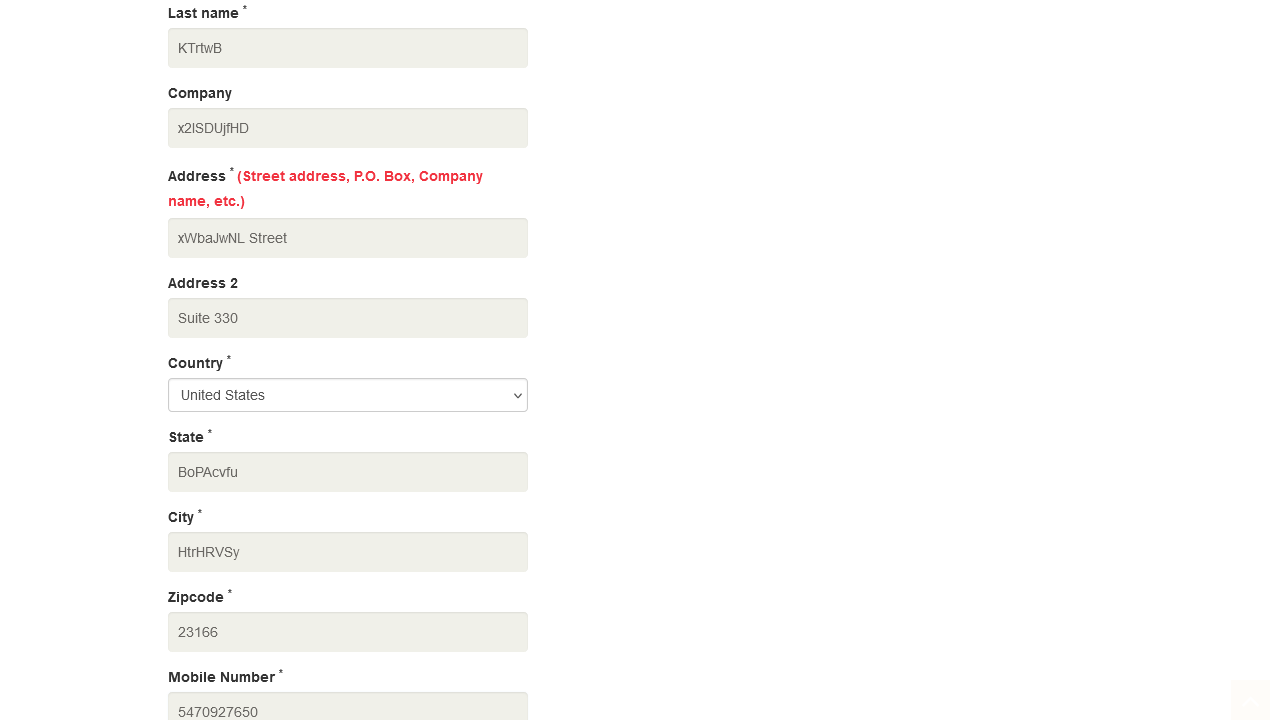 Last name *
KTrtwB
Company
x2lSDUjfHD
Address * (Street address, P.O. Box, Company
name, etc.)
xWbaJwNL Street
Address 2
Suite 330
Country *
United States
State *
BoPAcvfu
City *
HtrHRVSy
Zipcode *
23166
Mobile Number *
5470927650